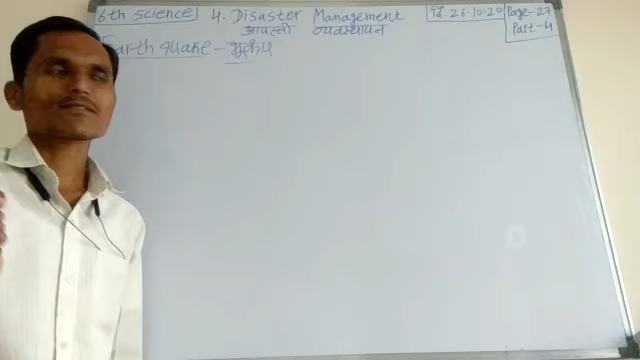 6th science 4. Disaster Management दि 26.10.20 Page-27
आपत्ती व्यवस्थापन Part-4
Earth quake - भूकंप